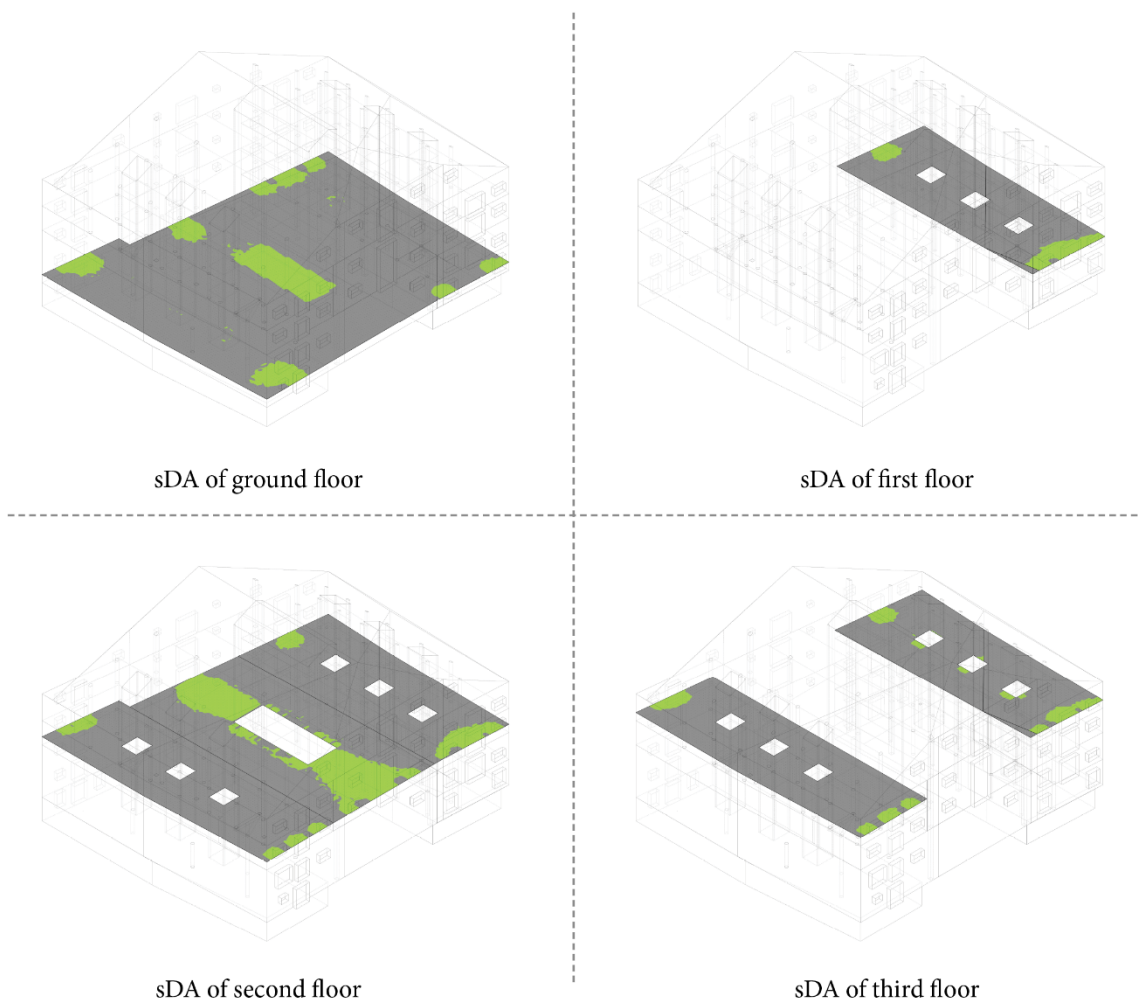 sDA of ground floor
sDA of first floor
sDA of second floor
sDA of third floor